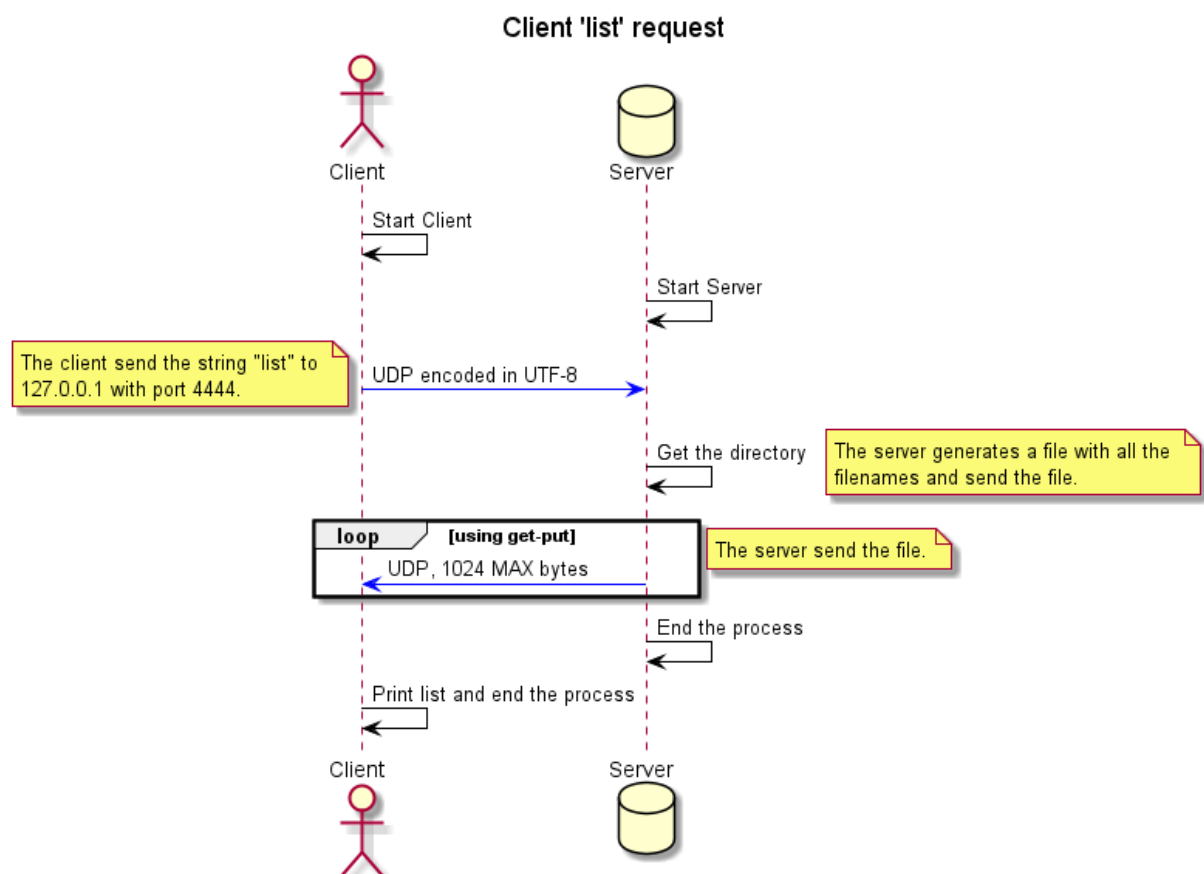 Client 'list' request
Client
Server
Start Client
Start Server
The client send the string "list" to
127.0.0.1 with port 4444.
UDP encoded in UTF-8
Get the directory
The server generates a file with all the
filenames and send the file.
loop
[using get-put]
The server send the file.
UDP, 1024 MAX bytes
End the process
Print list and end the process
Client
Server